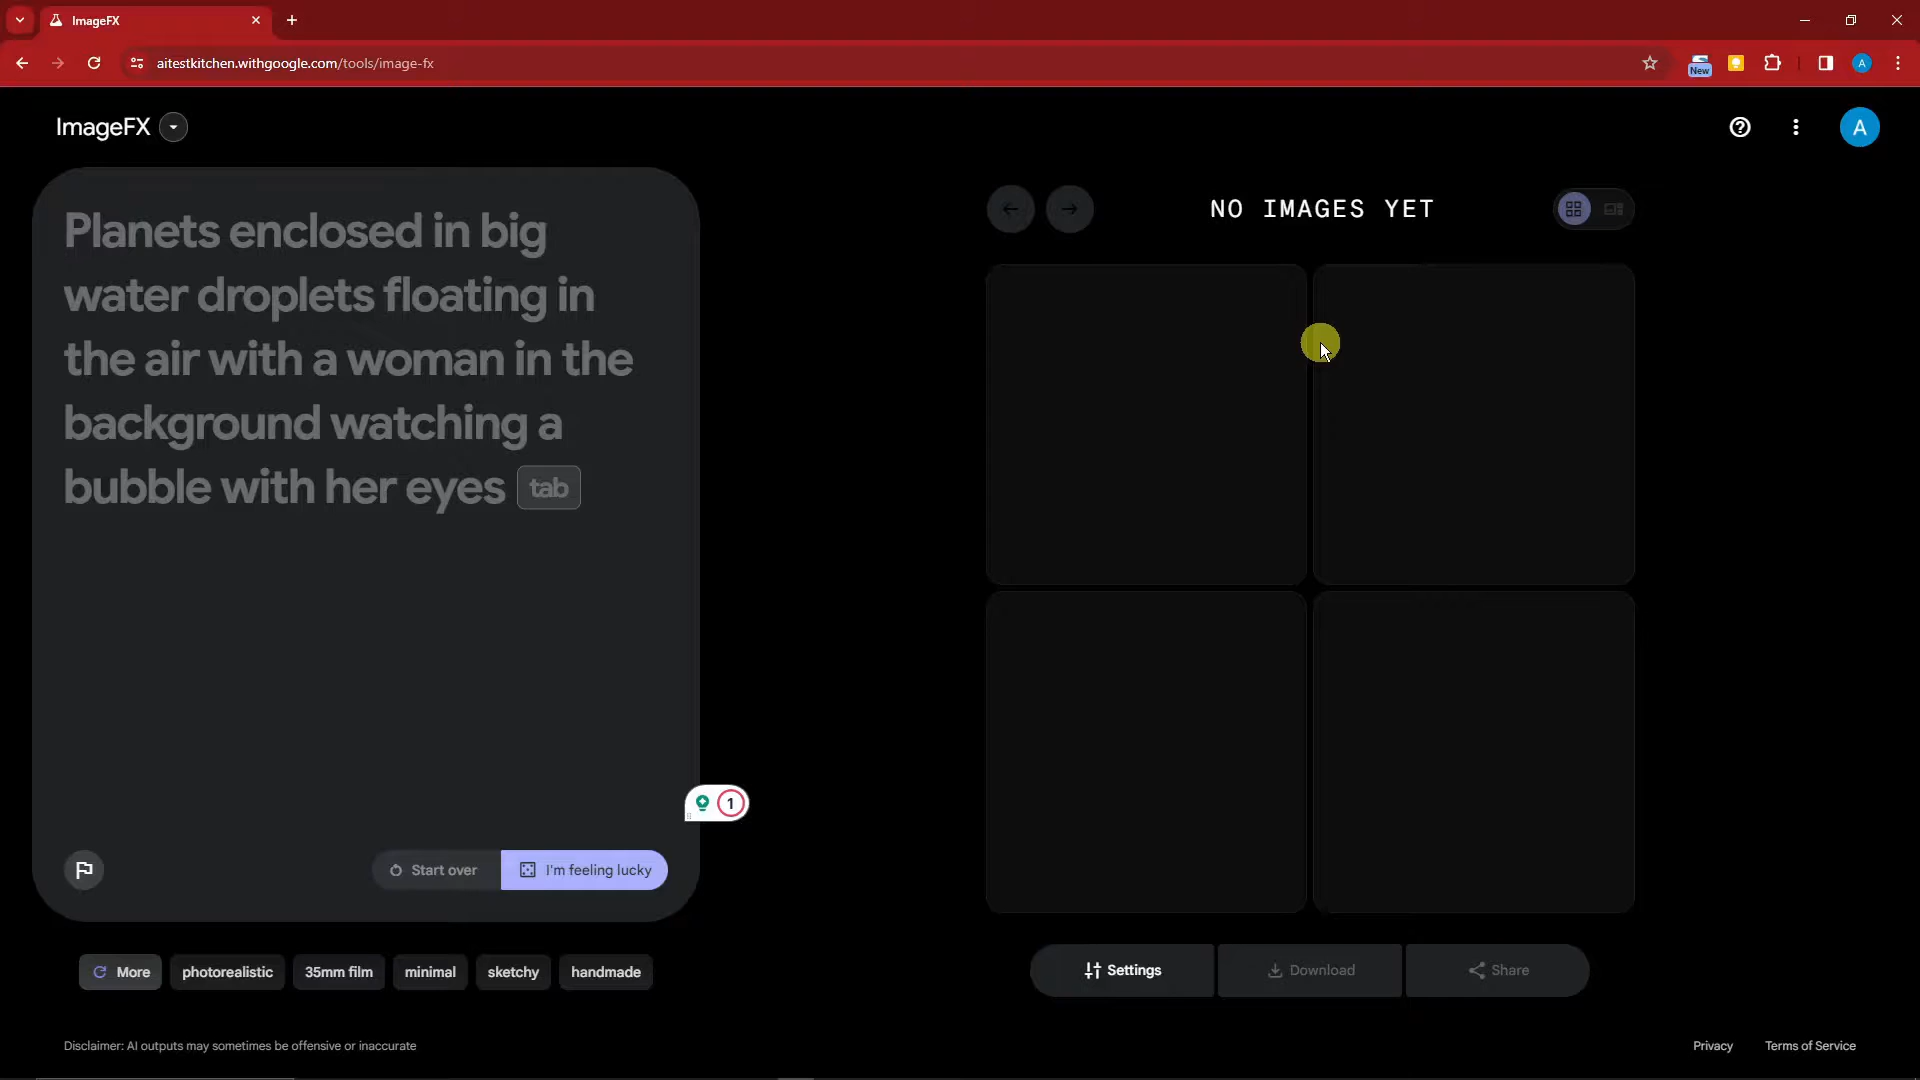 ImageFX
aitestkitchen.withgoogle.com/tools/image-fx
New
A
ImageFX
A
Planets enclosed in big
water droplets floating in
the air with a woman in the
background watching a
bubble with her eyes tab
NO IMAGES YET
1
Start over
I'm feeling lucky
More
photorealistic
35mm film
minimal
sketchy
handmade
Settings
Download
Share
Disclaimer: AI outputs may sometimes be offensive or inaccurate
Privacy
Terms of Service